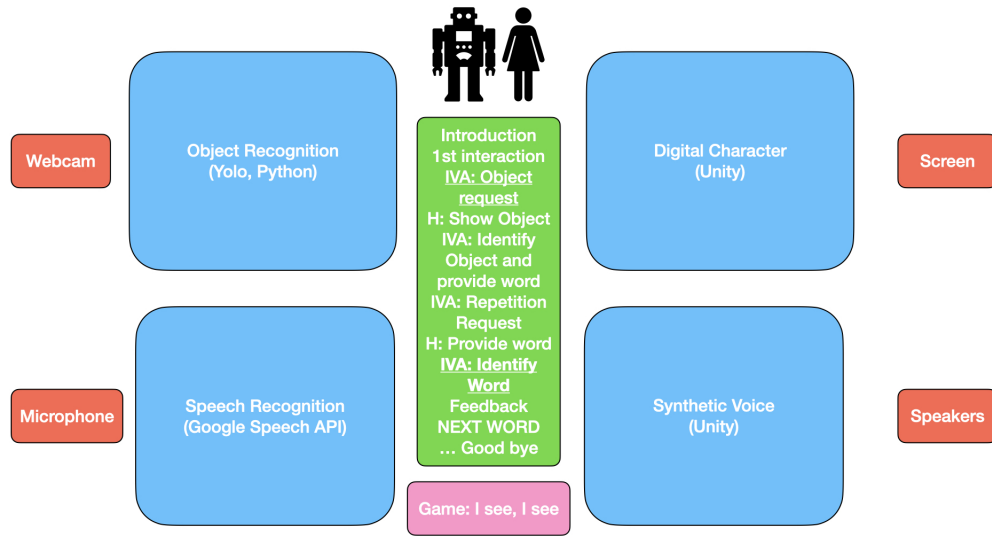 Webcam
Object Recognition
(Yolo, Python)
Microphone
Speech Recognition
(Google Speech API)
Introduction
1st interaction
IVA: Object
request
H: Show Object
IVA: Identify
Object and
provide word
IVA: Repetition
Request
H: Provide word
IVA: Identify
Word
Feedback
NEXT WORD
… Good bye
Game: I see, I see
Digital Character
(Unity)
Screen
Synthetic Voice
(Unity)
Speakers